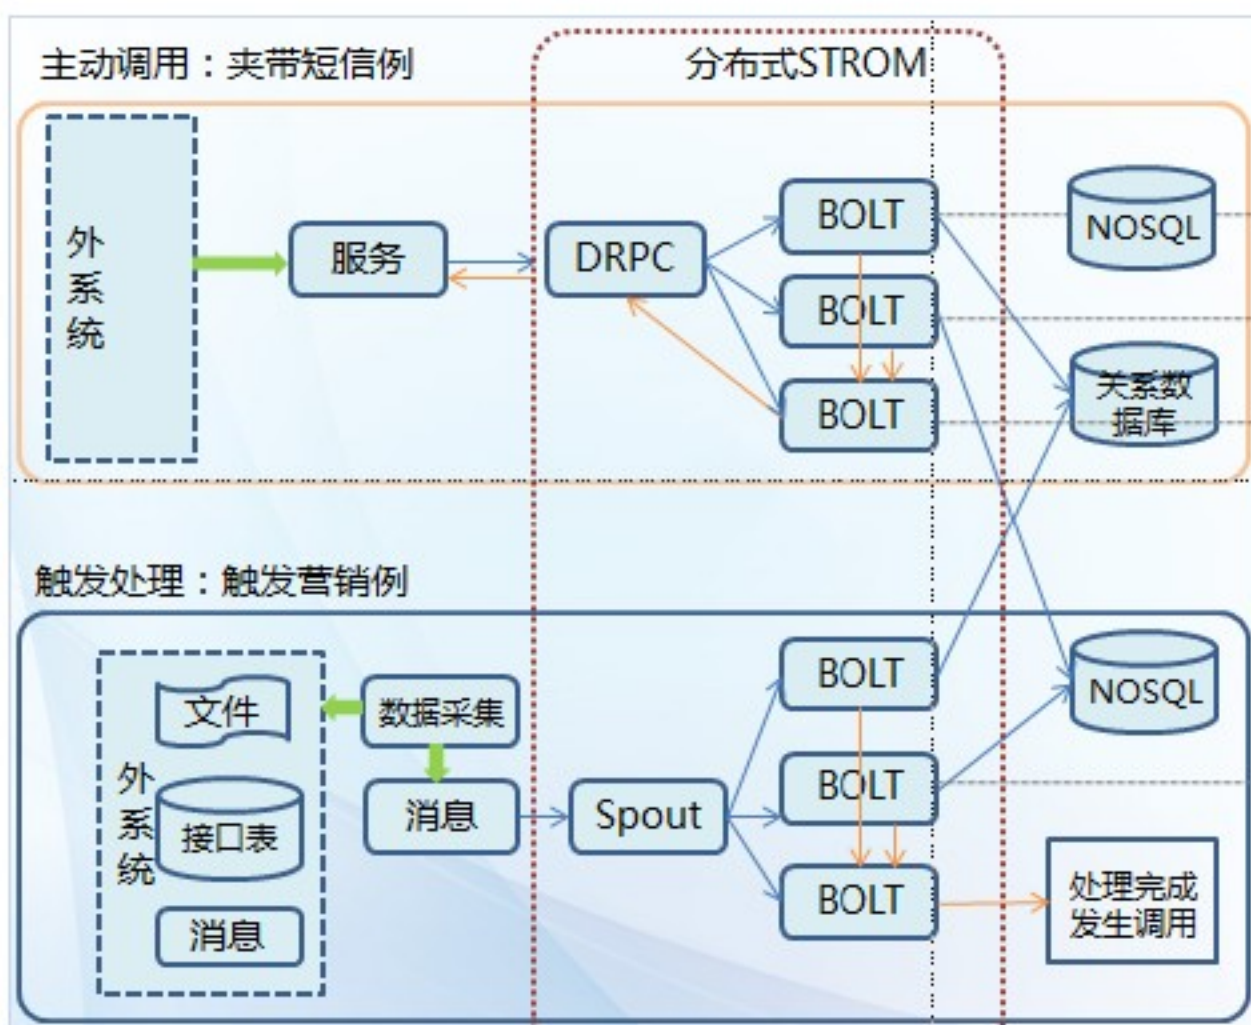 主动调用：夹带短信例
分布式STROM
外
系
统
服务
DRPC
BOLT
BOLT
BOLT
NOSQL
关系数
据库
触发处理：触发营销例
外
系
统
文件
接口表
消息
数据采集
消息
Spout
BOLT
BOLT
BOLT
NOSQL
处理完成
发生调用